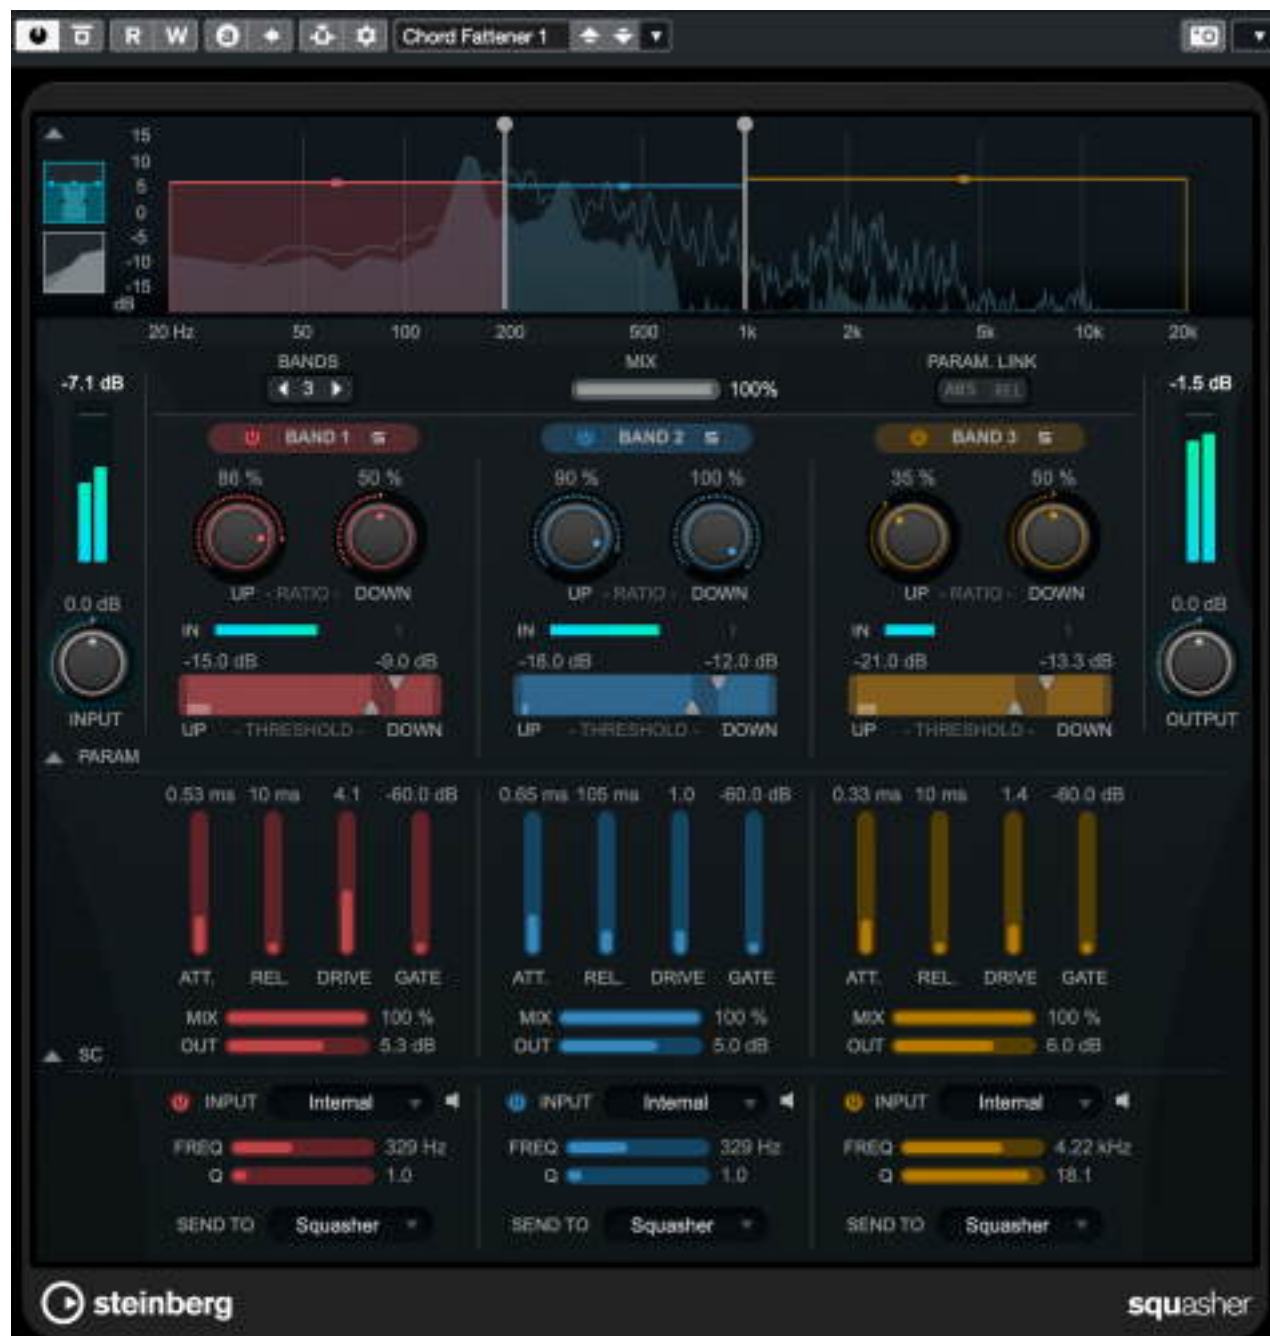 R W Chord Fattener 1
15
10
5
0
-5
-10
-15
dB
20 Hz 50 100 200 500 1k 2k 5k 10k 20k
BANDS MIX PARAM. LINK
-7.1 dB 3 100% ABS REL -1.5 dB
BAND 1 S BAND 2 S BAND 3 S
86 % 50 % 90 % 100 % 35 % 50 %
UP - RATIO - DOWN UP - RATIO - DOWN UP - RATIO - DOWN
0.0 dB 0.0 dB
IN IN IN
-15.0 dB -9.0 dB -16.0 dB -12.0 dB -21.0 dB -13.3 dB
INPUT OUTPUT
UP - THRESHOLD - DOWN UP - THRESHOLD - DOWN UP - THRESHOLD - DOWN
PARAM
0.53 ms 10 ms 4.1 -60.0 dB 0.65 ms 105 ms 1.0 -60.0 dB 0.33 ms 10 ms 1.4 -60.0 dB
ATT. REL. DRIVE GATE ATT. REL. DRIVE GATE ATT. REL. DRIVE GATE
MIX 100 % MIX 100 % MIX 100 %
OUT 5.3 dB OUT 5.0 dB OUT 6.0 dB
SC
INPUT Internal INPUT Internal INPUT Internal
FREQ 329 Hz FREQ 329 Hz FREQ 4.22 kHz
Q 1.0 Q 1.0 Q 18.1
SEND TO Squasher SEND TO Squasher SEND TO Squasher
steinberg squasher